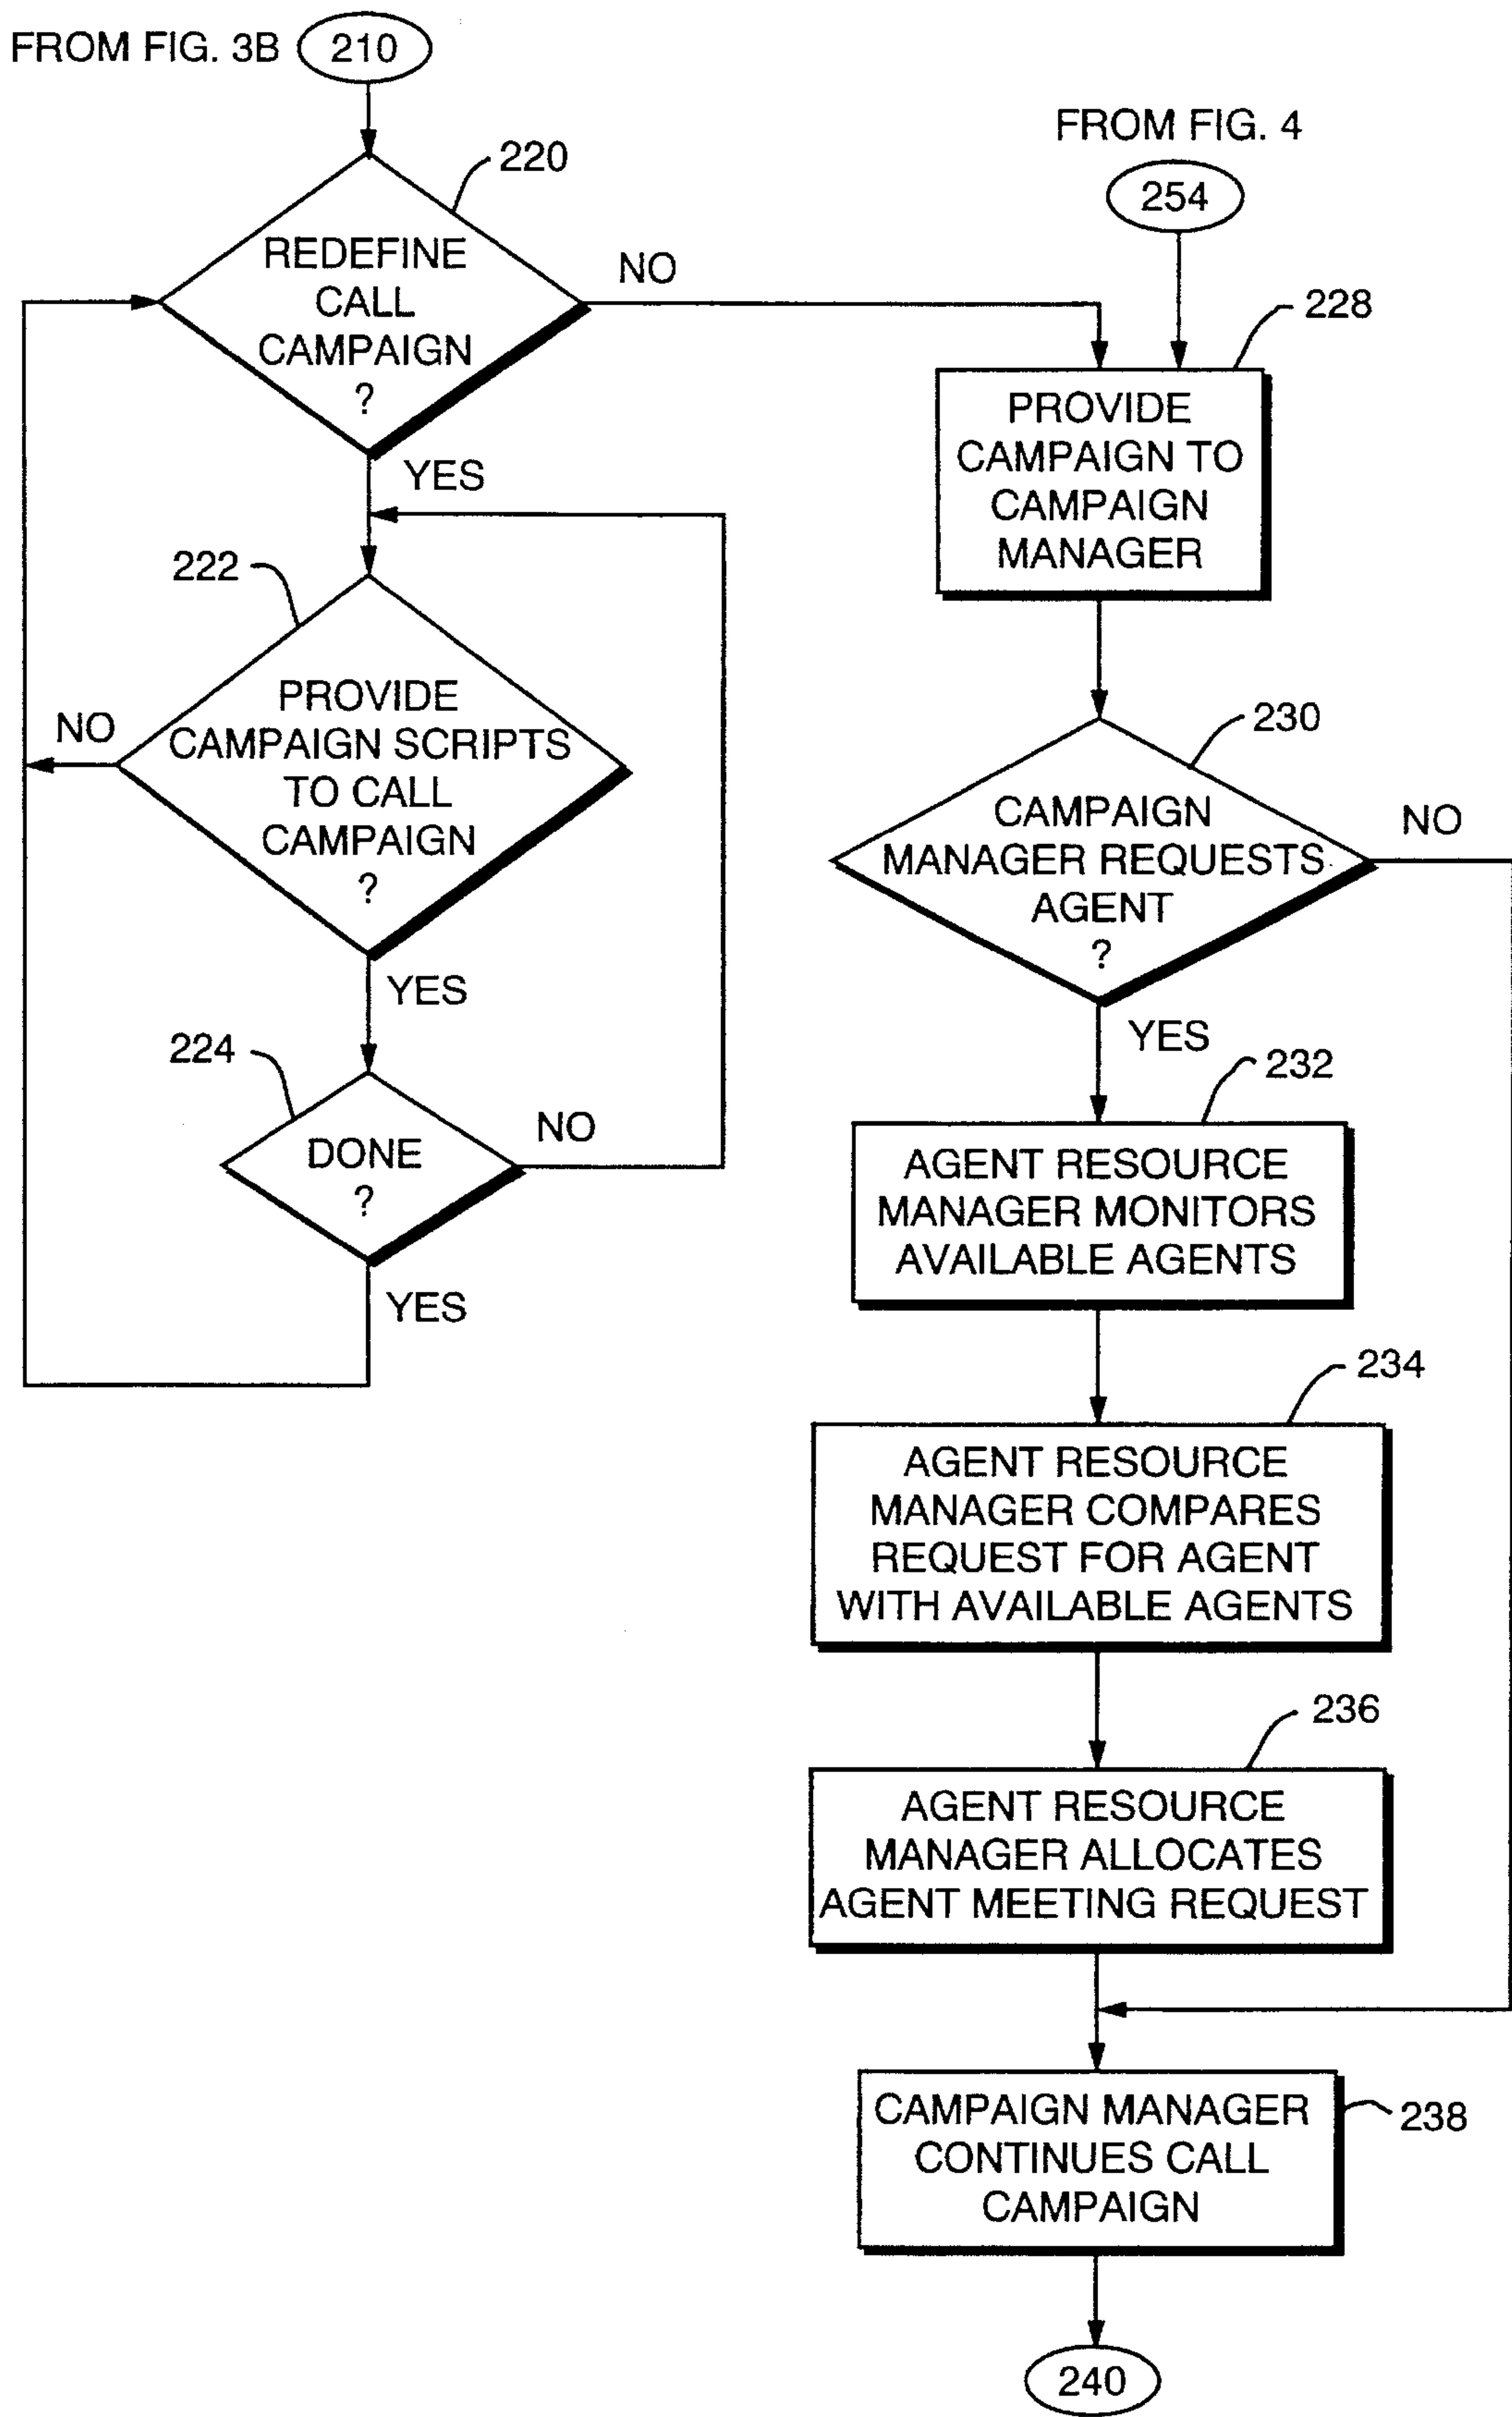 FROM FIG. 3B 210
220
REDEFINE
CALL
CAMPAIGN
?
NO
YES
222
PROVIDE
CAMPAIGN SCRIPTS
TO CALL
CAMPAIGN
?
NO
YES
224
DONE
?
NO
YES
FROM FIG. 4
254
228
PROVIDE
CAMPAIGN TO
CAMPAIGN
MANAGER
230
CAMPAIGN
MANAGER REQUESTS
AGENT
?
NO
YES
232
AGENT RESOURCE
MANAGER MONITORS
AVAILABLE AGENTS
234
AGENT RESOURCE
MANAGER COMPARES
REQUEST FOR AGENT
WITH AVAILABLE AGENTS
236
AGENT RESOURCE
MANAGER ALLOCATES
AGENT MEETING REQUEST
CAMPAIGN MANAGER
CONTINUES CALL
CAMPAIGN
238
240